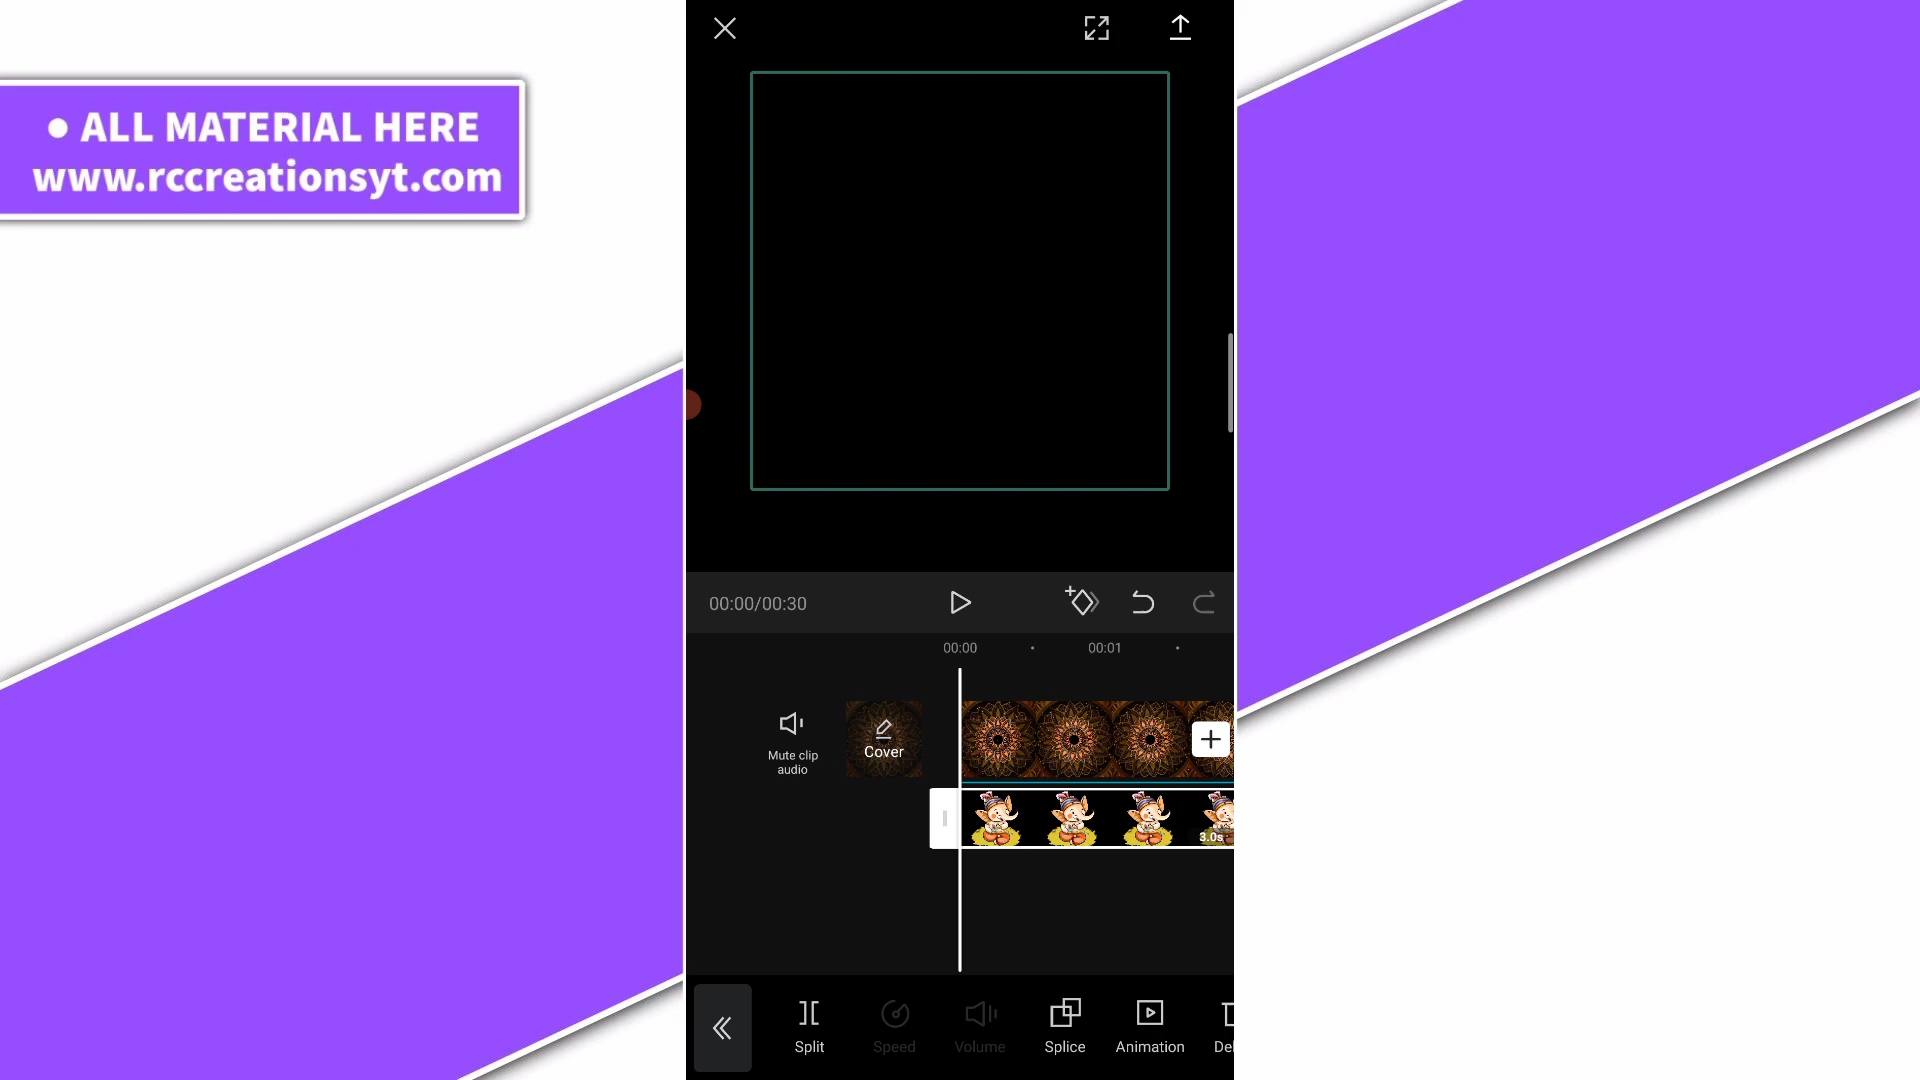 • ALL MATERIAL HERE
www.rccreationsyt.com
00:00/00:30
00:00
00:01
Mute clip
audio
Cover
3.0s
Split
Speed
Volume
Splice
Animation